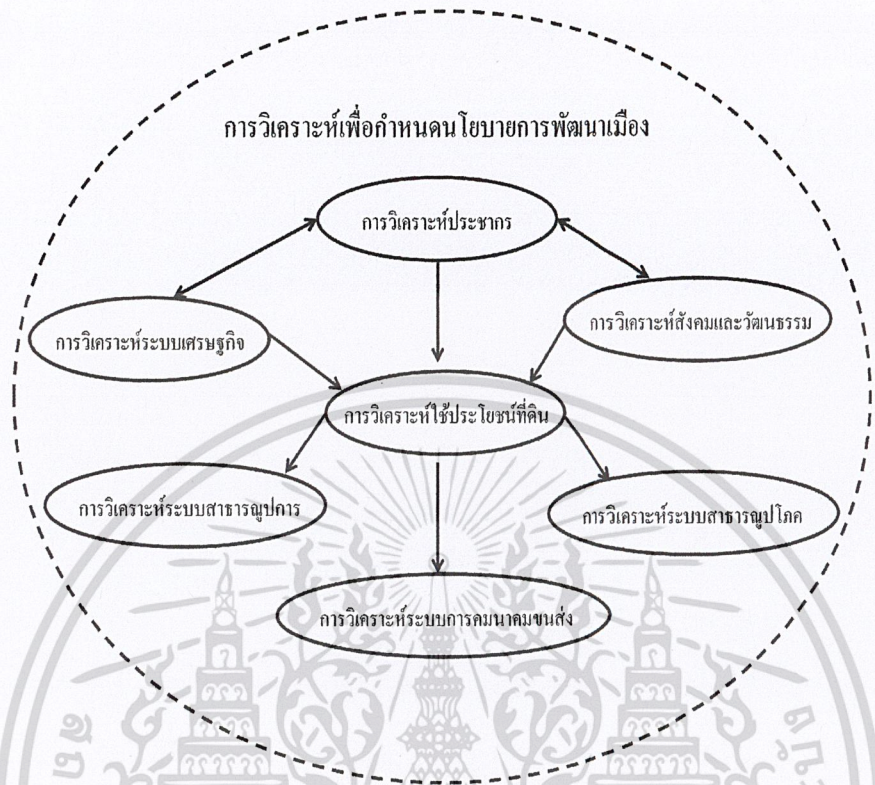 การวิเคราะห์เพื่อกำหนดนโยบายการพัฒนาเมือง
การวิเคราะห์ประชากร
การวิเคราะห์ระบบเศรษฐกิจ
การวิเคราะห์สังคมและวัฒนธรรม
การวิเคราะห์ใช้ประโยชน์ที่ดิน
การวิเคราะห์ระบบสาธารณูปการ
การวิเคราะห์ระบบสาธารณูปโภค
การวิเคราะห์ระบบการคมนาคมขนส่ง